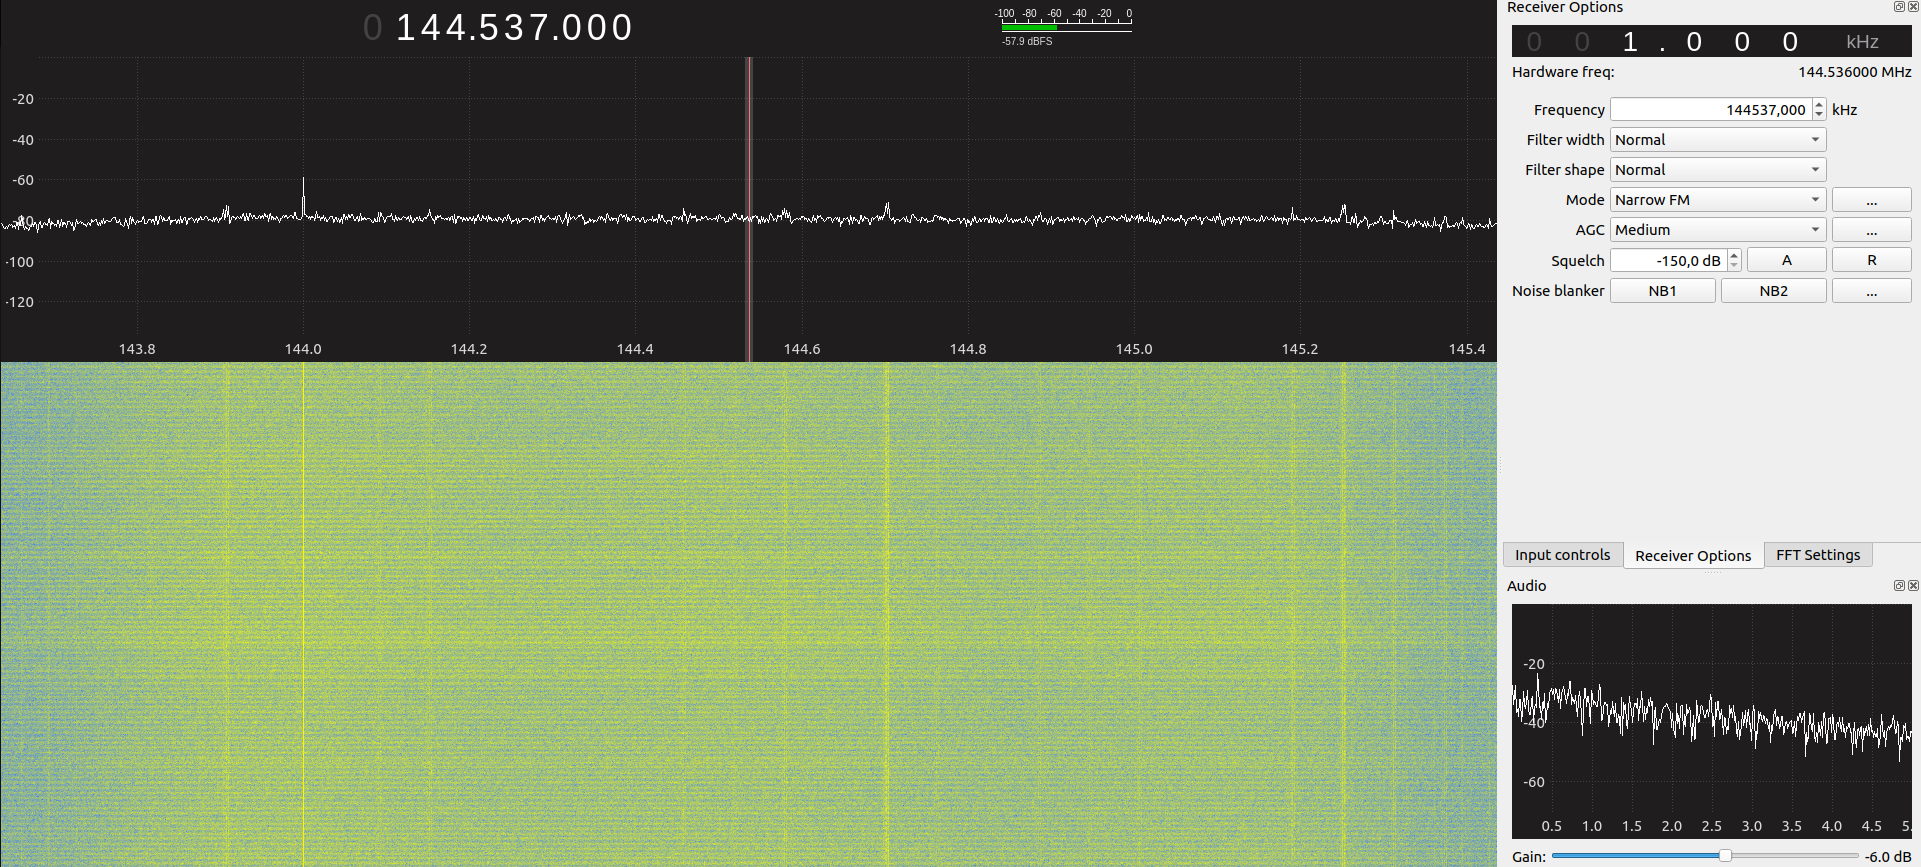 0 144.537.000
-100 -80 -60 -40 -20 0
-57.9 dBFS
-20
-40
-60
-80
-100
-120
143.8 144.0 144.2 144.4 144.6 144.8 145.0 145.2 145.4
Receiver Options
0 0 1.000 kHz
Hardware freq: 144.536000 MHz
Frequency 144537,000 kHz
Filter width Normal
Filter shape Normal
Mode Narrow FM ...
AGC Medium ...
Squelch -150,0 dB A R
Noise blanker NB1 NB2 ...
Input controls Receiver Options FFT Settings
Audio
-20
-40
-60
0.5 1.0 1.5 2.0 2.5 3.0 3.5 4.0 4.5 5.
Gain: -6.0 dB